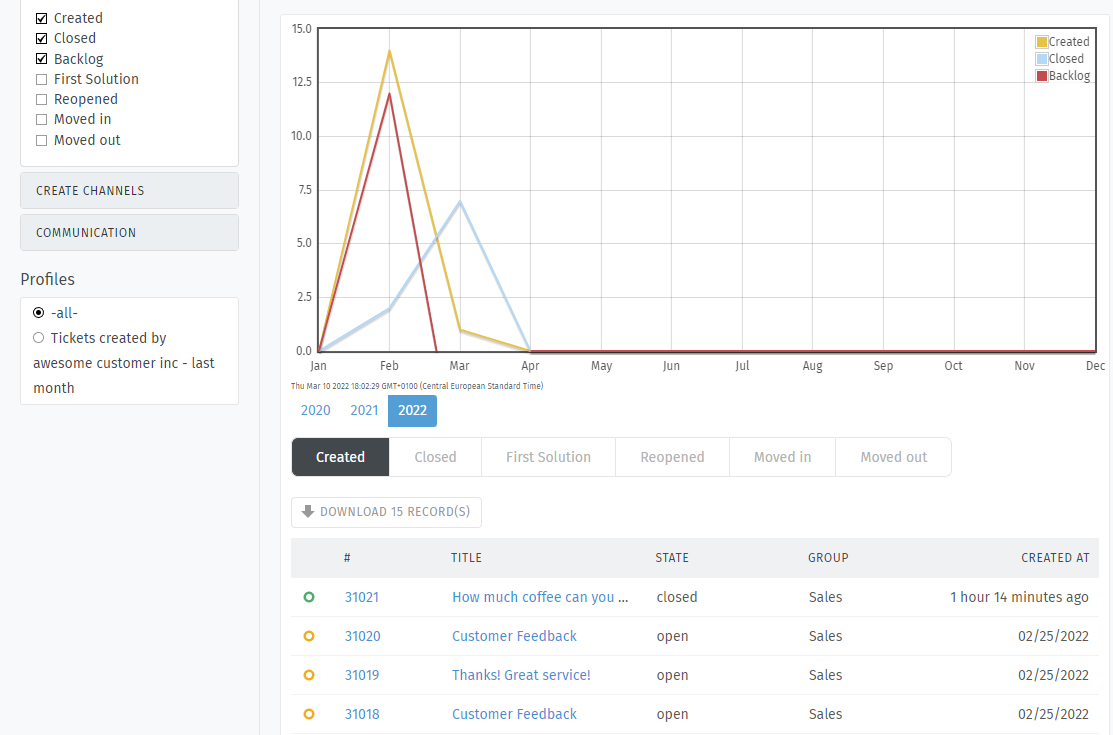 Created
Closed
Backlog
First Solution
Reopened
Moved in
Moved out
CREATE CHANNELS
COMMUNICATION
Profiles
-all-
Tickets created by
awesome customer inc - last
month
15.0
12.5
10.0
7.5
5.0
2.5
0.0
Jan Feb Mar Apr May Jun Jul Aug Sep Oct Nov Dec
Created
Closed
Backlog
Thu Mar 10 2022 18:02:29 GMT+0100 (Central European Standard Time)
2020 2021 2022
Created Closed First Solution Reopened Moved in Moved out
DOWNLOAD 15 RECORD(S)
# TITLE STATE GROUP CREATED AT
31021 How much coffee can you ... closed Sales 1 hour 14 minutes ago
31020 Customer Feedback open Sales 02/25/2022
31019 Thanks! Great service! open Sales 02/25/2022
31018 Customer Feedback open Sales 02/25/2022